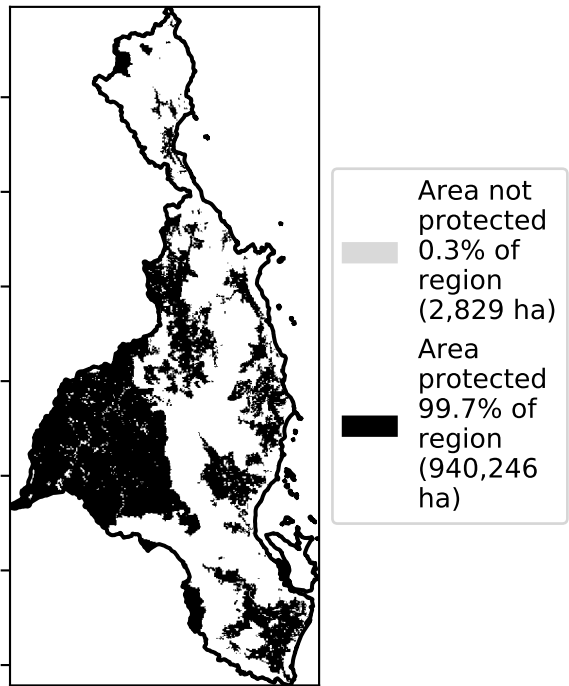 Area not
protected
0.3% of
region
(2,829 ha)
Area
protected
99.7% of
region
(940,246
ha)